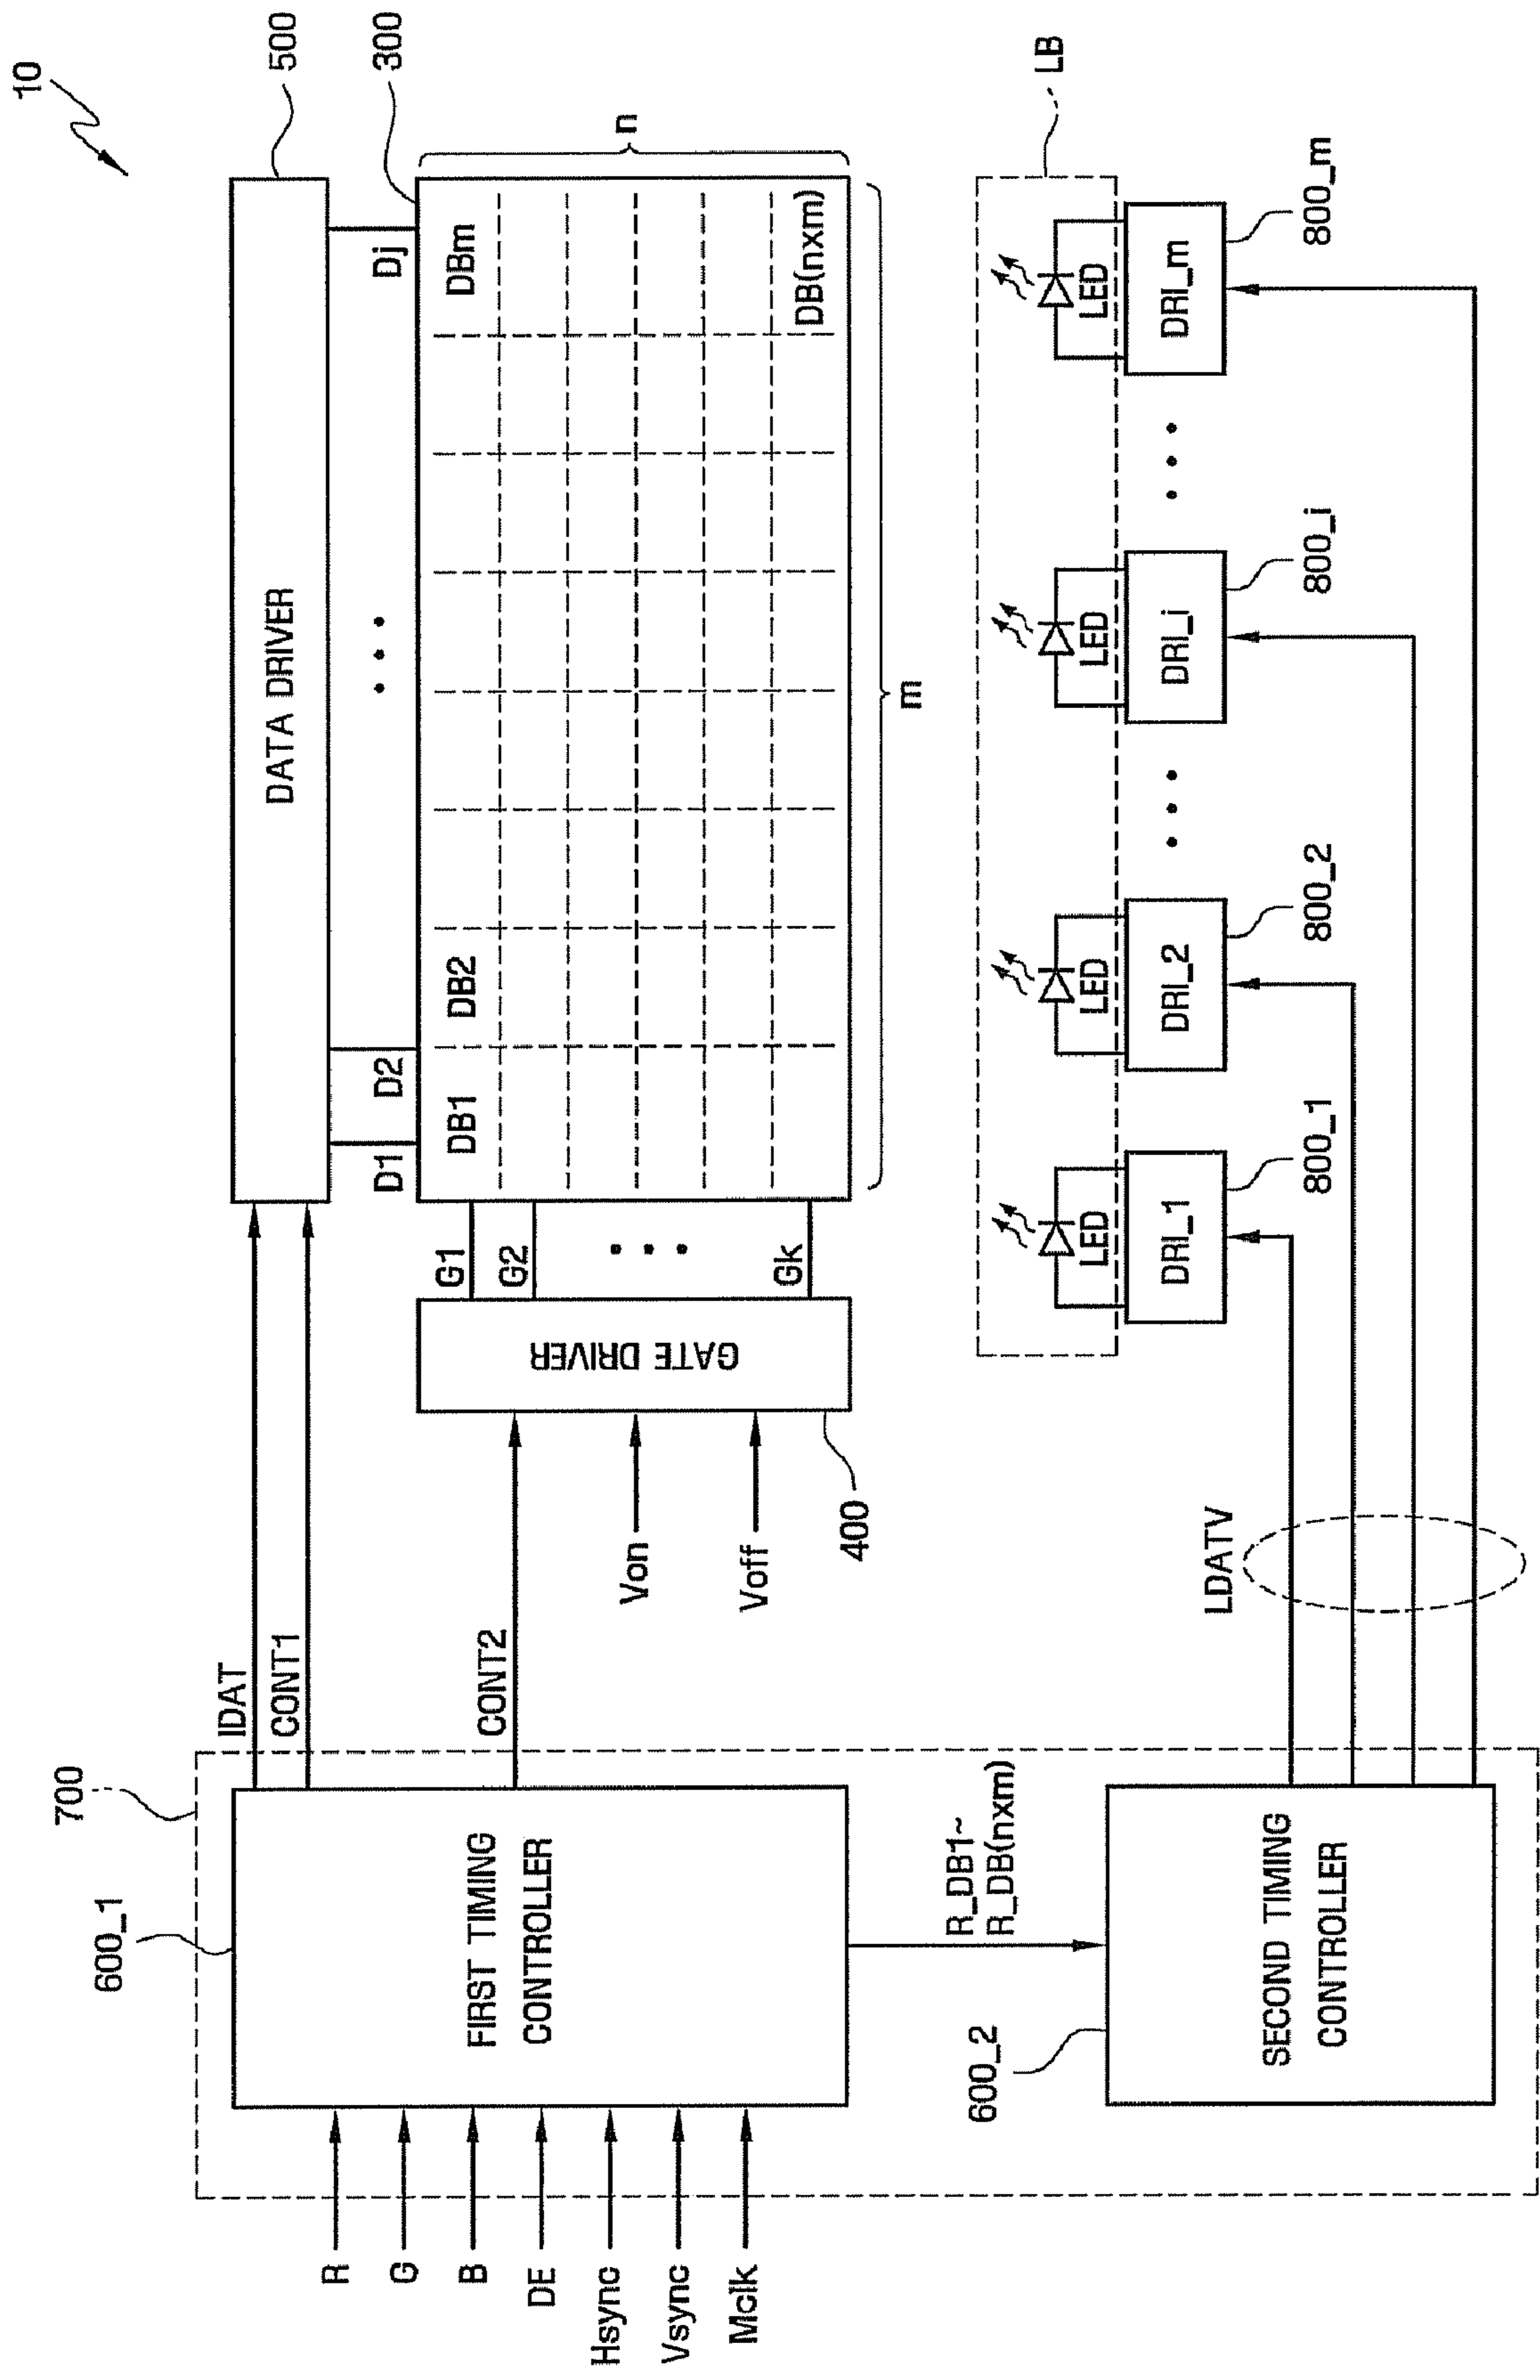 10
700
600_1
500
300
IDAT
CONT1
DATA DRIVER
R
G
B
DE
Hsync
Vsync
Mclk
FIRST TIMING
CONTROLLER
CONT2
Von
Voff
400
GATE DRIVER
G1
G2
Gk
D1
D2
Dj
DB1
DB2
DBm
DB(nxm)
n
m
R_DB1~
R_DB(nxm)
600_2
SECOND TIMING
CONTROLLER
LDATV
LB
LED
LED
LED
LED
DRI_1
DRI_2
DRI_i
DRI_m
800_1
800_2
800_i
800_m